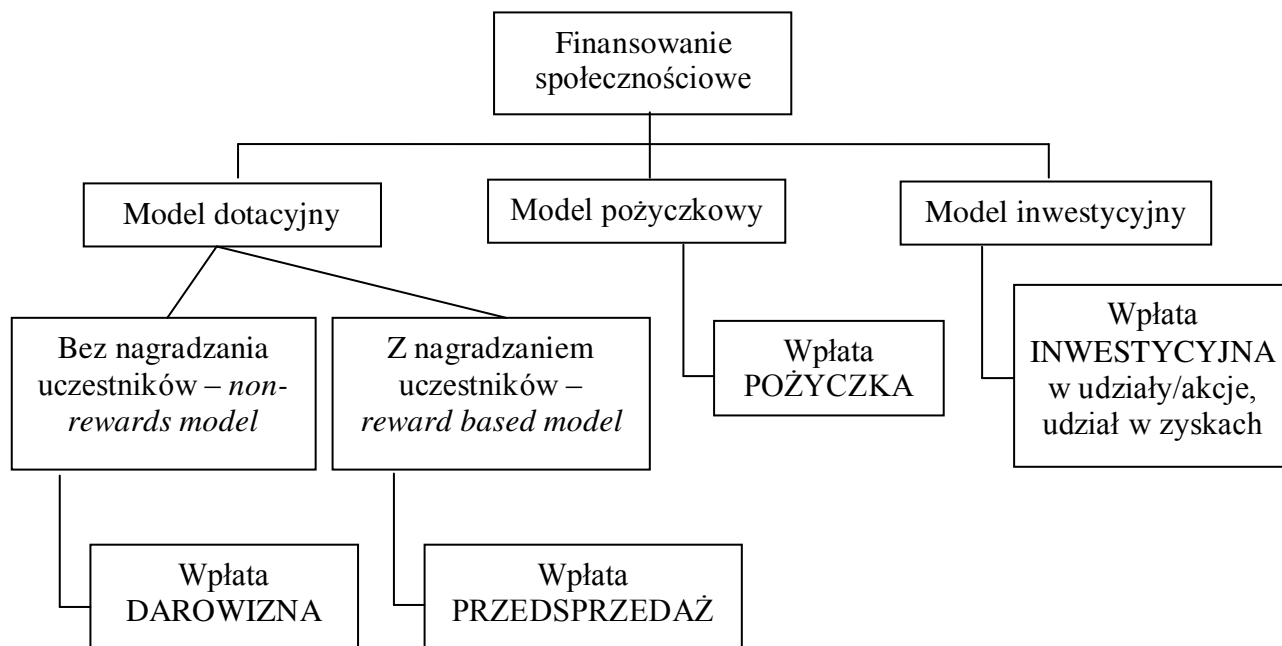 Finansowanie
społecznościowe
Model dotacyjny
Model pożyczkowy
Model inwestycyjny
Bez nagradzania
uczestników – non-
rewards model
Z nagradzaniem
uczestników –
reward based model
Wpłata
POŻYCZKA
Wpłata
INWESTYCYJNA
w udziały/akcje,
udział w zyskach
Wpłata
DAROWIZNA
Wpłata
PRZEDSPRZEDAŻ